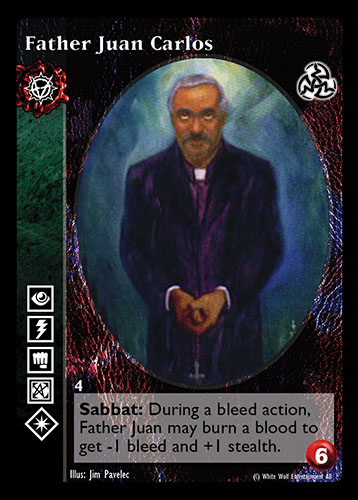 Father Juan Carlos
4
Sabbat: During a bleed action,
Father Juan may burn a blood to
get -1 bleed and +1 stealth.
6
Illus: Jim Pavelec
(C) White Wolf Entertainment AB